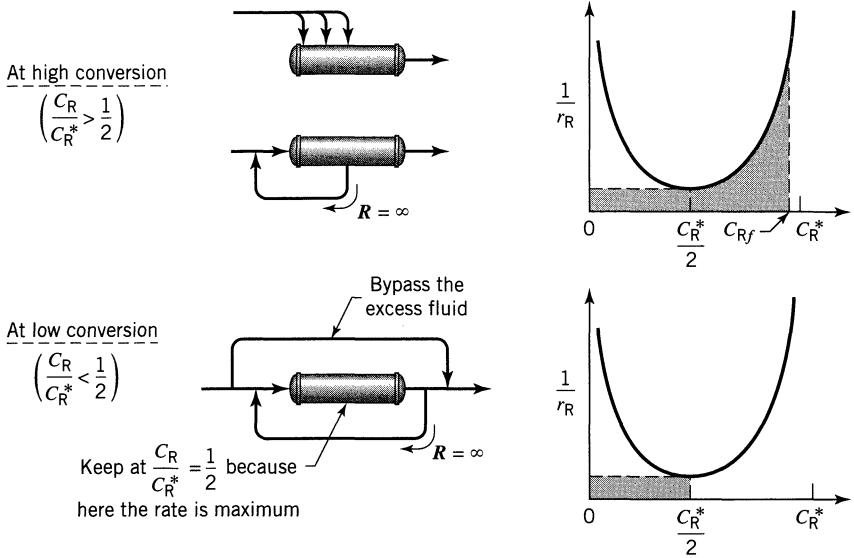 At high conversion
(C_R/C_R* > 1/2)
R = ∞
1/r_R
0
C_R*/2
C_Rf
C_R*
Bypass the
excess fluid
At low conversion
(C_R/C_R* < 1/2)
R = ∞
Keep at C_R/C_R* = 1/2 because
here the rate is maximum
1/r_R
0
C_R*/2
C_R*